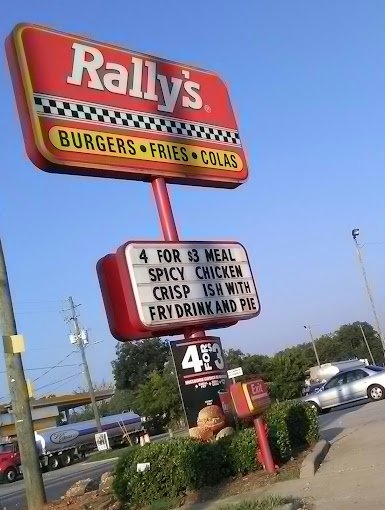 Rally's®
BURGERS • FRIES • COLAS
4 FOR $3 MEAL
SPICY CHICKEN
CRISP ISH WITH
FRY DRINK AND PIE
4 FOR $3
Exit